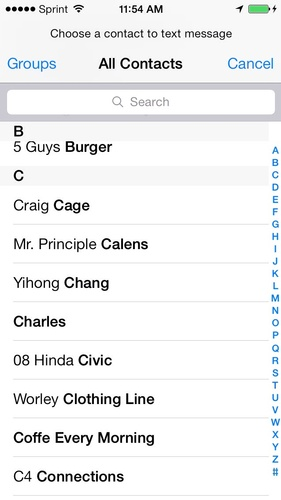 Sprint 11:54 AM
Choose a contact to text message
Groups All Contacts Cancel
Search
B
5 Guys Burger
C
Craig Cage
Mr. Principle Calens
Yihong Chang
Charles
08 Hinda Civic
Worley Clothing Line
Coffe Every Morning
C4 Connections
A
B
C
D
E
F
G
H
I
J
K
L
M
N
O
P
Q
R
S
T
U
V
W
X
Y
Z
#